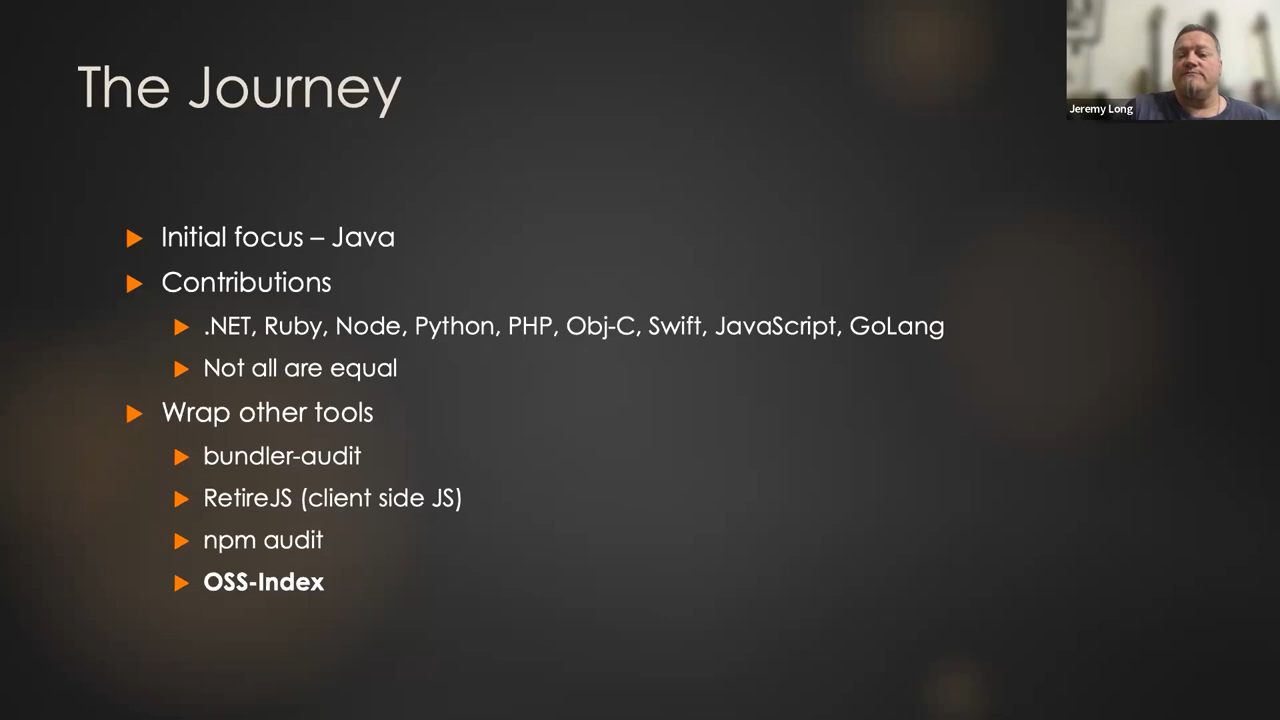 The Journey
Jeremy Long
Initial focus – Java
Contributions
.NET, Ruby, Node, Python, PHP, Obj-C, Swift, JavaScript, GoLang
Not all are equal
Wrap other tools
bundler-audit
RetireJS (client side JS)
npm audit
OSS-Index